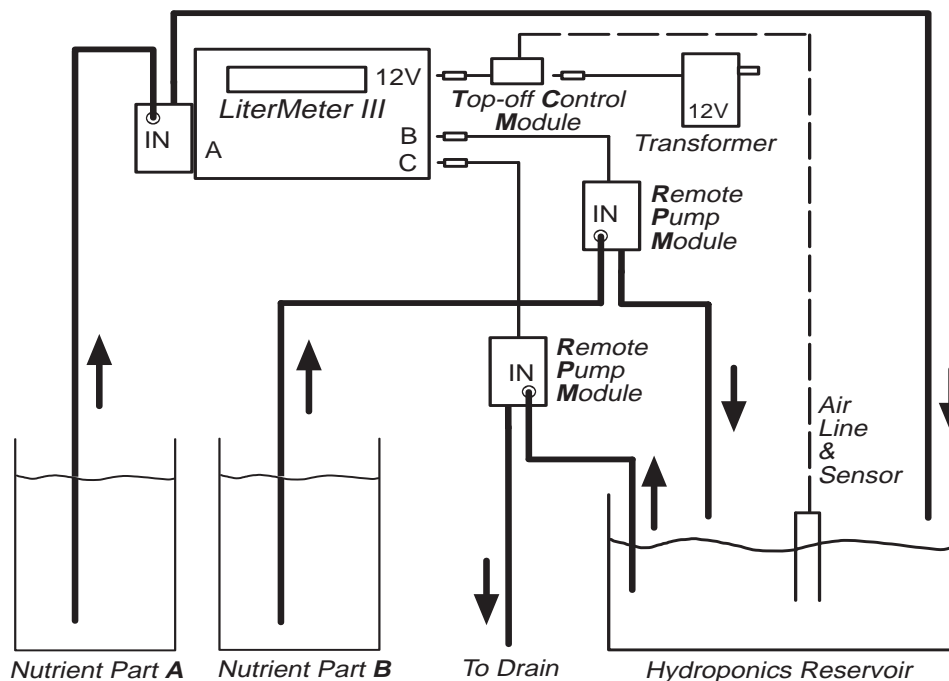 12V
LiterMeter III
IN
A
B
C
Top-off Control
Module
12V
Transformer
IN
Remote
Pump
Module
IN
Remote
Pump
Module
Air
Line
&
Sensor
Nutrient Part A
Nutrient Part B
To Drain
Hydroponics Reservoir